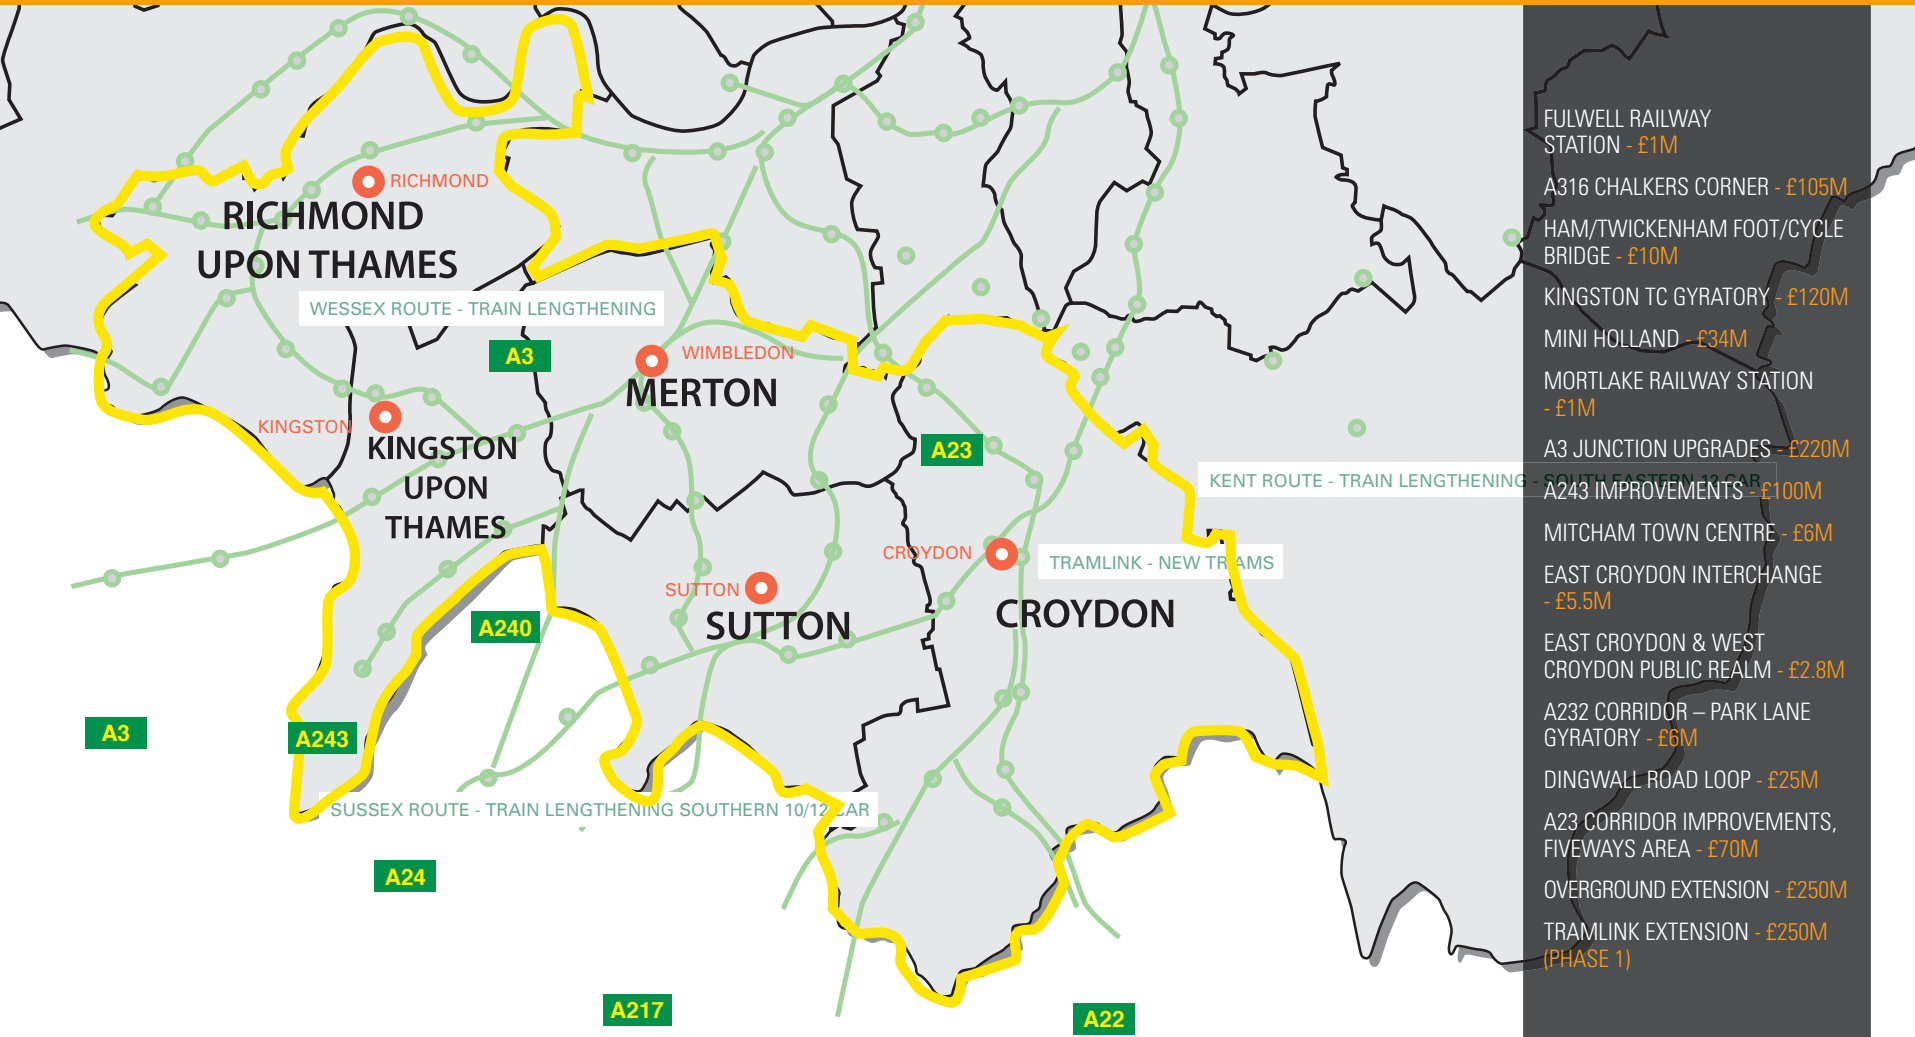 RICHMOND
RICHMOND
UPON THAMES
WESSEX ROUTE - TRAIN LENGTHENING
A3
WIMBLEDON
MERTON
KINGSTON
KINGSTON
UPON
THAMES
A23
KENT ROUTE - TRAIN LENGTHENING - SOUTH EASTERN 12 CAR
CROYDON
TRAMLINK - NEW TRAMS
CROYDON
SUTTON
SUTTON
A240
A3
A243
SUSSEX ROUTE - TRAIN LENGTHENING SOUTHERN 10/12 CAR
A24
A217
A22
FULWELL RAILWAY
STATION - £1M
A316 CHALKERS CORNER - £105M
HAM/TWICKENHAM FOOT/CYCLE
BRIDGE - £10M
KINGSTON TC GYRATORY - £120M
MINI HOLLAND - £34M
MORTLAKE RAILWAY STATION
- £1M
A3 JUNCTION UPGRADES - £220M
A243 IMPROVEMENTS - £100M
MITCHAM TOWN CENTRE - £6M
EAST CROYDON INTERCHANGE
- £5.5M
EAST CROYDON & WEST
CROYDON PUBLIC REALM - £2.8M
A232 CORRIDOR – PARK LANE
GYRATORY - £6M
DINGWALL ROAD LOOP - £25M
A23 CORRIDOR IMPROVEMENTS,
FIVEWAYS AREA - £70M
OVERGROUND EXTENSION - £250M
TRAMLINK EXTENSION - £250M
(PHASE 1)